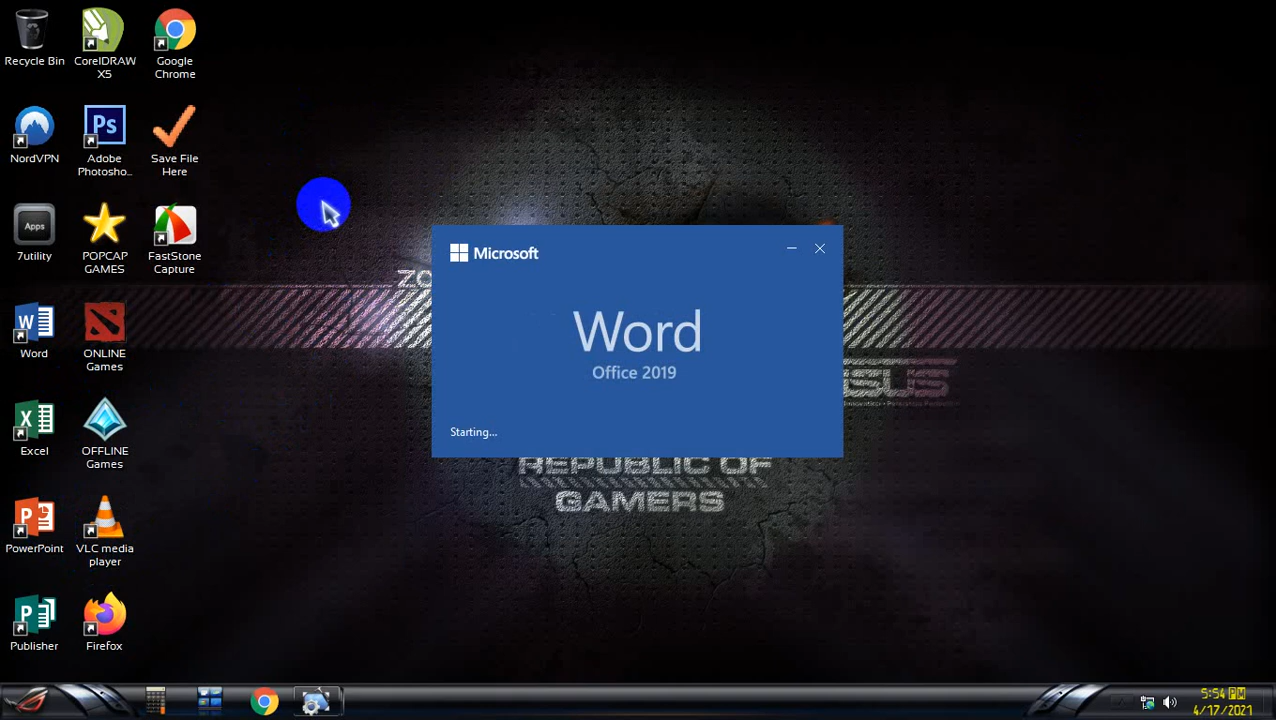 Recycle Bin
CorelDRAW
X5
Google
Chrome
NordVPN
Ps
Adobe
Photosho...
Save File
Here
Apps
7utility
POPCAP
GAMES
FastStone
Capture
Word
ONLINE
Games
Excel
OFFLINE
Games
PowerPoint
VLC media
player
Publisher
Firefox
Microsoft
Word
Office 2019
Starting...
REPUBLIC OF
GAMERS
5:54 PM
4/17/2021